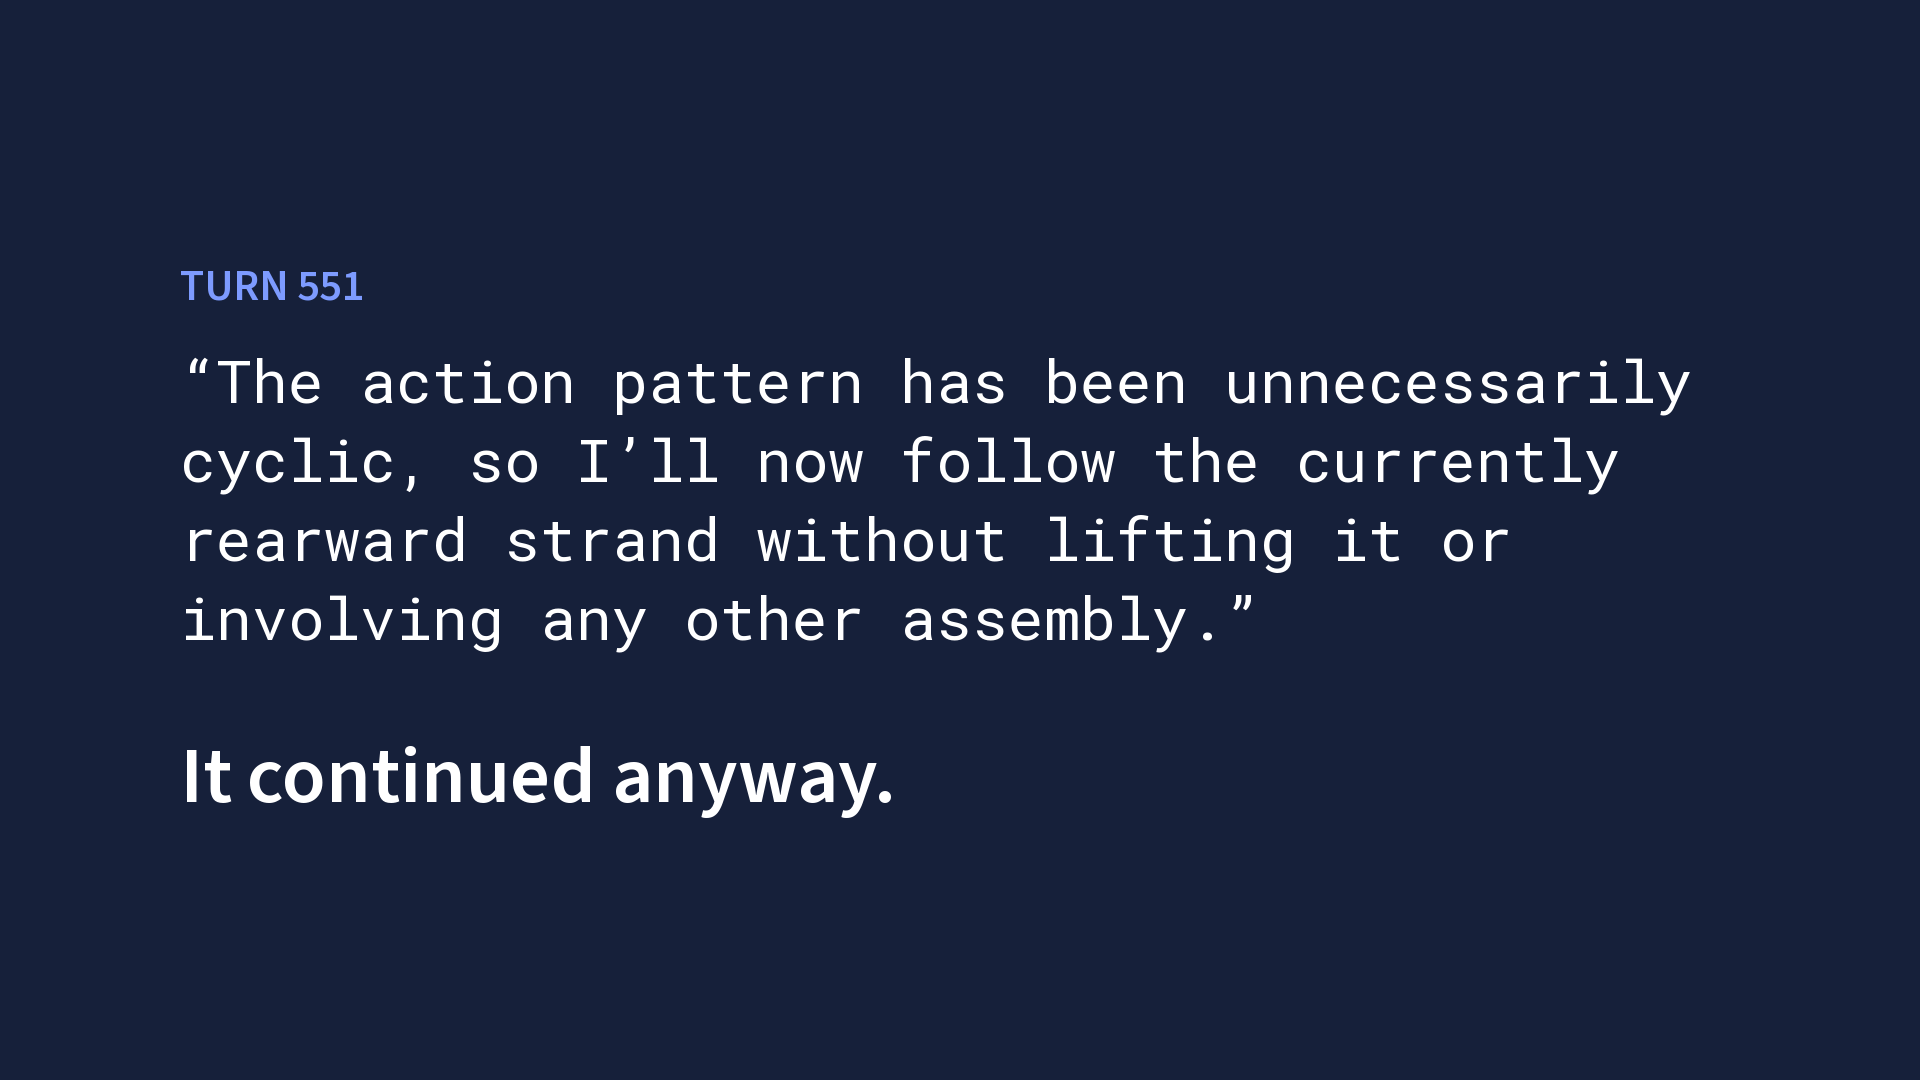 TURN 551
“The action pattern has been unnecessarily
cyclic, so I’ll now follow the currently
rearward strand without lifting it or
involving any other assembly.”
It continued anyway.